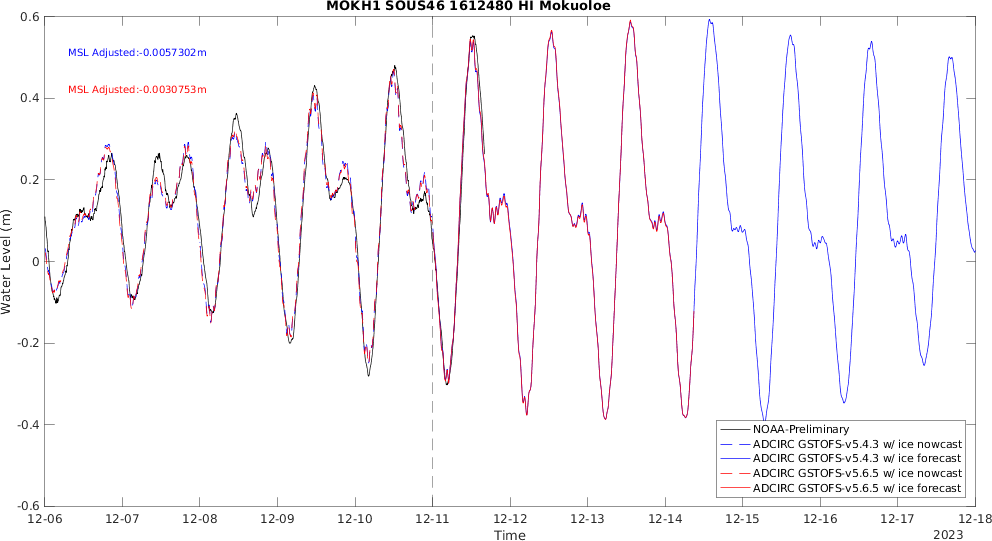 MOKH1 SOUS46 1612480 HI Mokuoloe
MSL Adjusted:-0.0057302m
MSL Adjusted:-0.0030753m
0.6
0.4
0.2
0
-0.2
-0.4
-0.6
Water Level (m)
NOAA-Preliminary
ADCIRC GSTOFS-v5.4.3 w/ ice nowcast
ADCIRC GSTOFS-v5.4.3 w/ ice forecast
ADCIRC GSTOFS-v5.6.5 w/ ice nowcast
ADCIRC GSTOFS-v5.6.5 w/ ice forecast
12-06 12-07 12-08 12-09 12-10 12-11 12-12 12-13 12-14 12-15 12-16 12-17 12-18
Time
2023